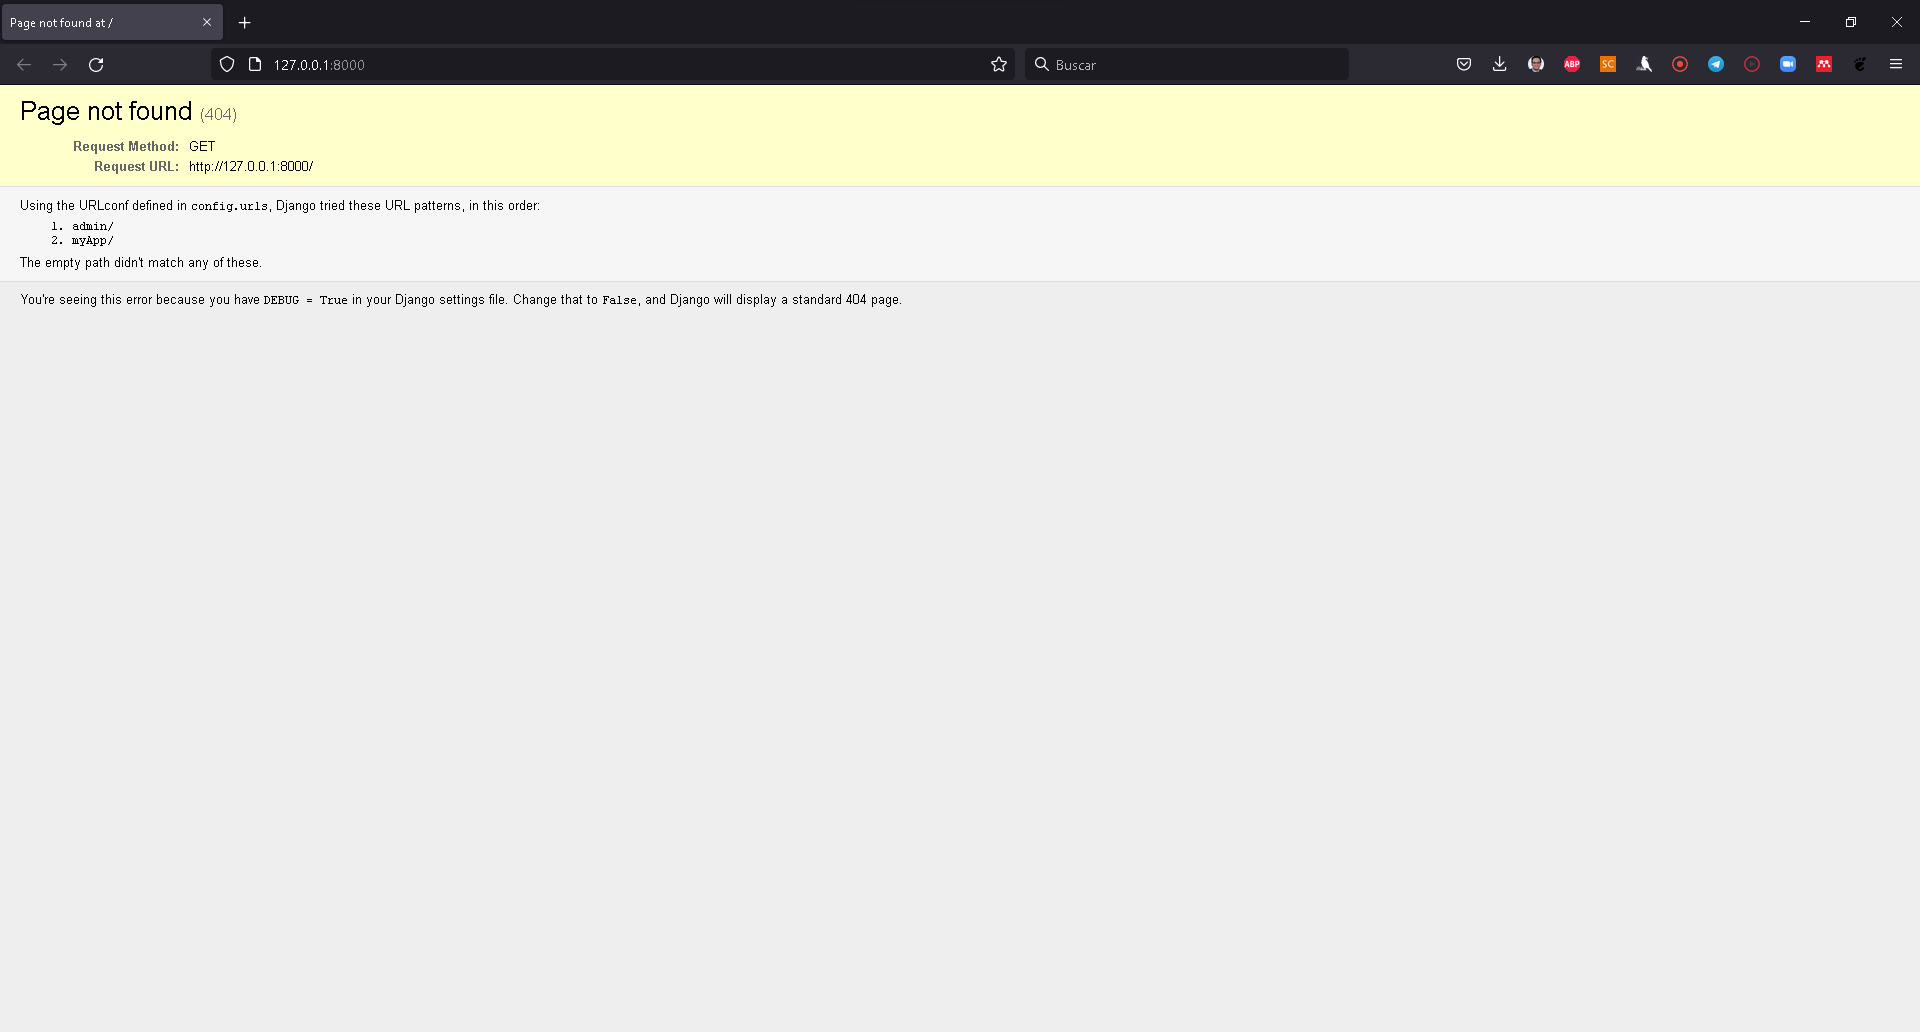 Page not found at /
127.0.0.1:8000
Buscar
ABP
SC
Page not found (404)
Request Method: GET
Request URL: http://127.0.0.1:8000/
Using the URLconf defined in config.urls, Django tried these URL patterns, in this order:
1. admin/
2. myApp/
The empty path didn't match any of these.
You're seeing this error because you have DEBUG = True in your Django settings file. Change that to False, and Django will display a standard 404 page.